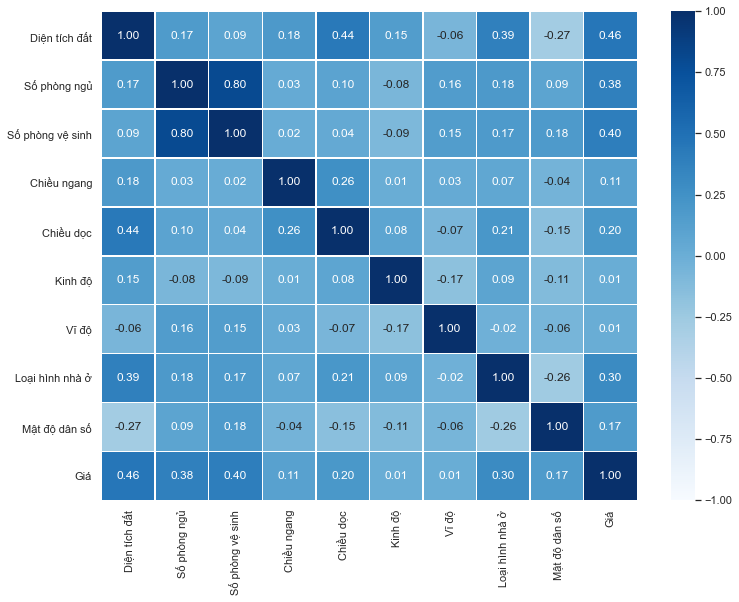 Diện tích đất 1.00 0.17 0.09 0.18 0.44 0.15 -0.06 0.39 -0.27 0.46
Số phòng ngủ 0.17 1.00 0.80 0.03 0.10 -0.08 0.16 0.18 0.09 0.38
Số phòng vệ sinh 0.09 0.80 1.00 0.02 0.04 -0.09 0.15 0.17 0.18 0.40
Chiều ngang 0.18 0.03 0.02 1.00 0.26 0.01 0.03 0.07 -0.04 0.11
Chiều dọc 0.44 0.10 0.04 0.26 1.00 0.08 -0.07 0.21 -0.15 0.20
Kinh độ 0.15 -0.08 -0.09 0.01 0.08 1.00 -0.17 0.09 -0.11 0.01
Vĩ độ -0.06 0.16 0.15 0.03 -0.07 -0.17 1.00 -0.02 -0.06 0.01
Loại hình nhà ở 0.39 0.18 0.17 0.07 0.21 0.09 -0.02 1.00 -0.26 0.30
Mật độ dân số -0.27 0.09 0.18 -0.04 -0.15 -0.11 -0.06 -0.26 1.00 0.17
Giá 0.46 0.38 0.40 0.11 0.20 0.01 0.01 0.30 0.17 1.00
Diện tích đất
Số phòng ngủ
Số phòng vệ sinh
Chiều ngang
Chiều dọc
Kinh độ
Vĩ độ
Loại hình nhà ở
Mật độ dân số
Giá
1.00
0.75
0.50
0.25
0.00
−0.25
−0.50
−0.75
−1.00